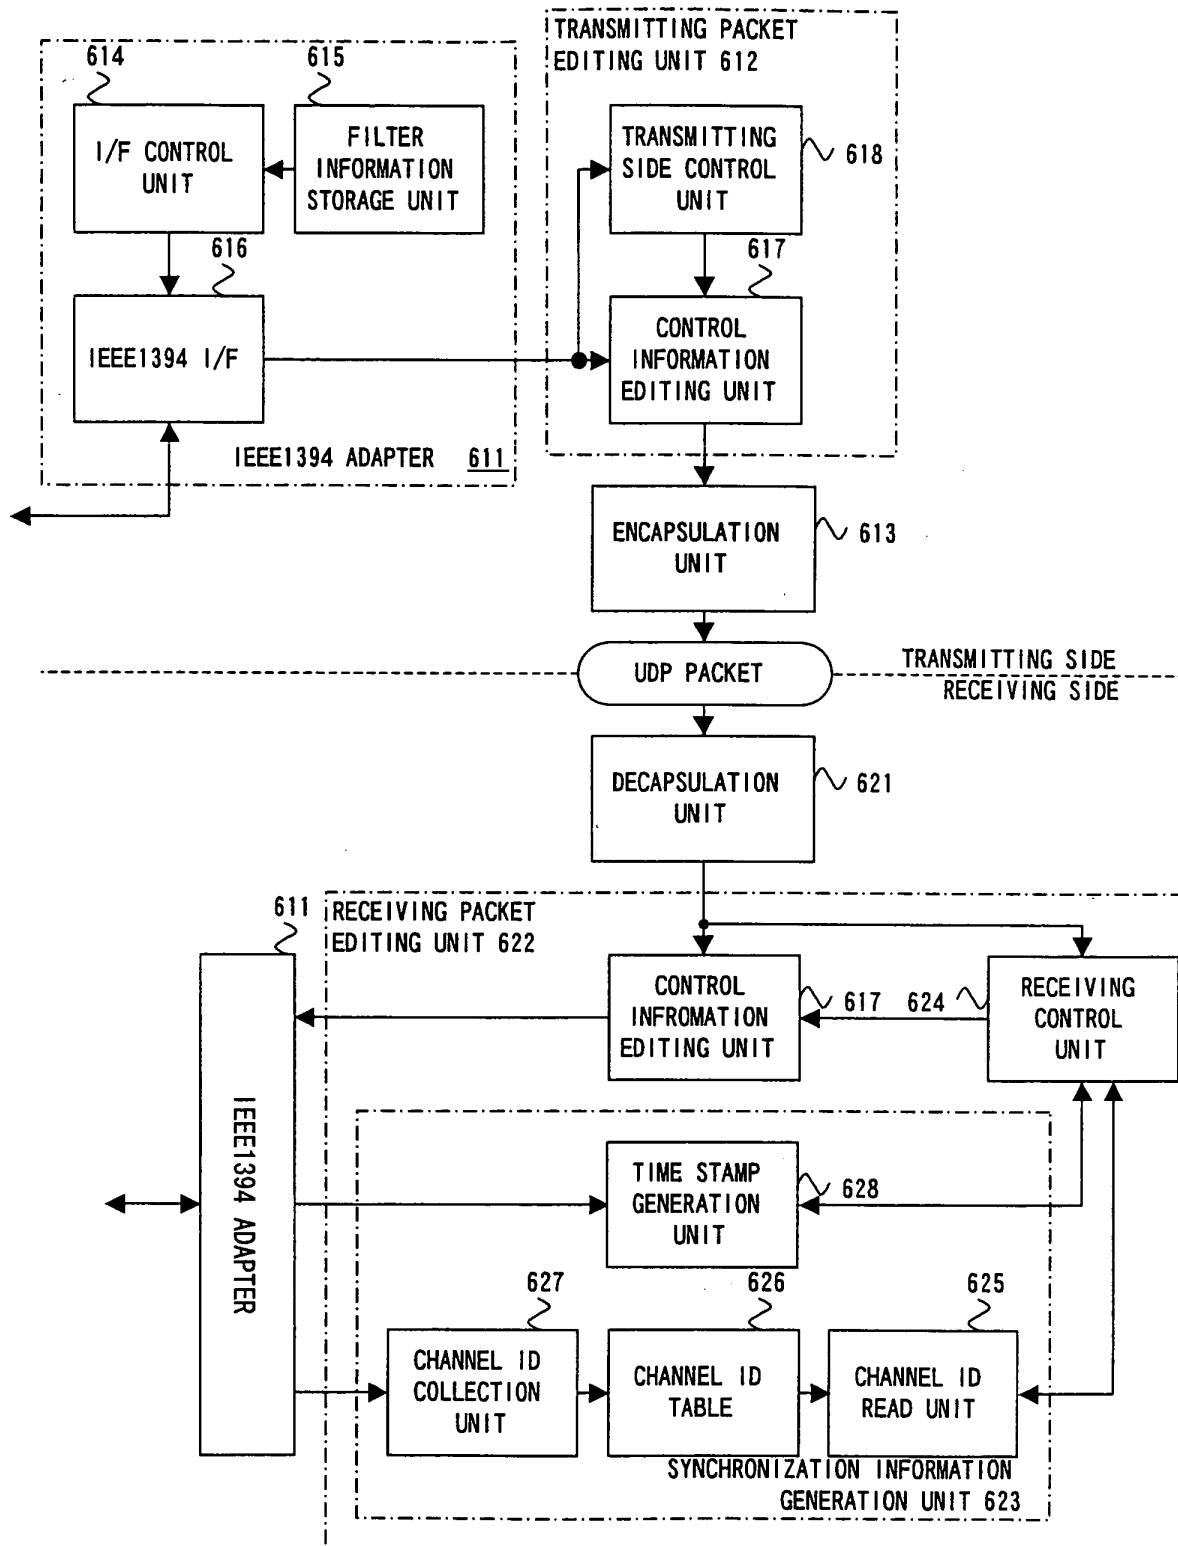 TRANSMITTING PACKET
EDITING UNIT 612
614
615
I/F CONTROL
UNIT
FILTER
INFORMATION
STORAGE UNIT
TRANSMITTING
SIDE CONTROL
UNIT
618
616
617
IEEE1394 I/F
CONTROL
INFORMATION
EDITING UNIT
IEEE1394 ADAPTER 611
ENCAPSULATION
UNIT
613
UDP PACKET
TRANSMITTING SIDE
RECEIVING SIDE
DECAPSULATION
UNIT
621
611
RECEIVING PACKET
EDITING UNIT 622
CONTROL
INFROMATION
EDITING UNIT
617
624
RECEIVING
CONTROL
UNIT
IEEE1394 ADAPTER
TIME STAMP
GENERATION
UNIT
628
627
626
625
CHANNEL ID
COLLECTION
UNIT
CHANNEL ID
TABLE
CHANNEL ID
READ UNIT
SYNCHRONIZATION INFORMATION
GENERATION UNIT 623